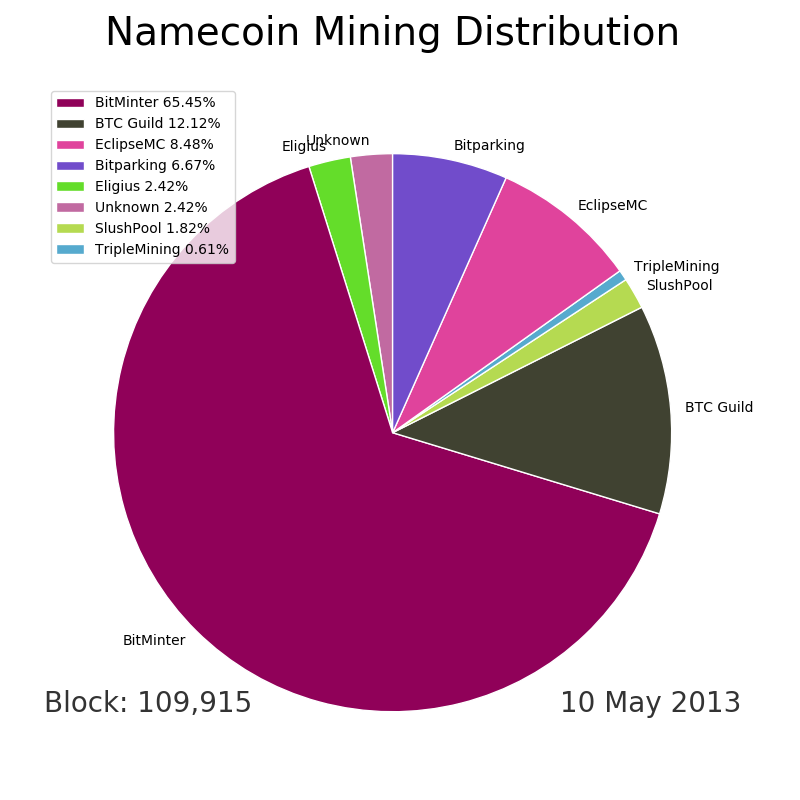 Namecoin Mining Distribution
BitMinter 65.45%
BTC Guild 12.12%
EclipseMC 8.48%
Bitparking 6.67%
Eligius 2.42%
Unknown 2.42%
SlushPool 1.82%
TripleMining 0.61%
Eligius
Unknown
Bitparking
EclipseMC
TripleMining
SlushPool
BTC Guild
BitMinter
Block: 109,915
10 May 2013